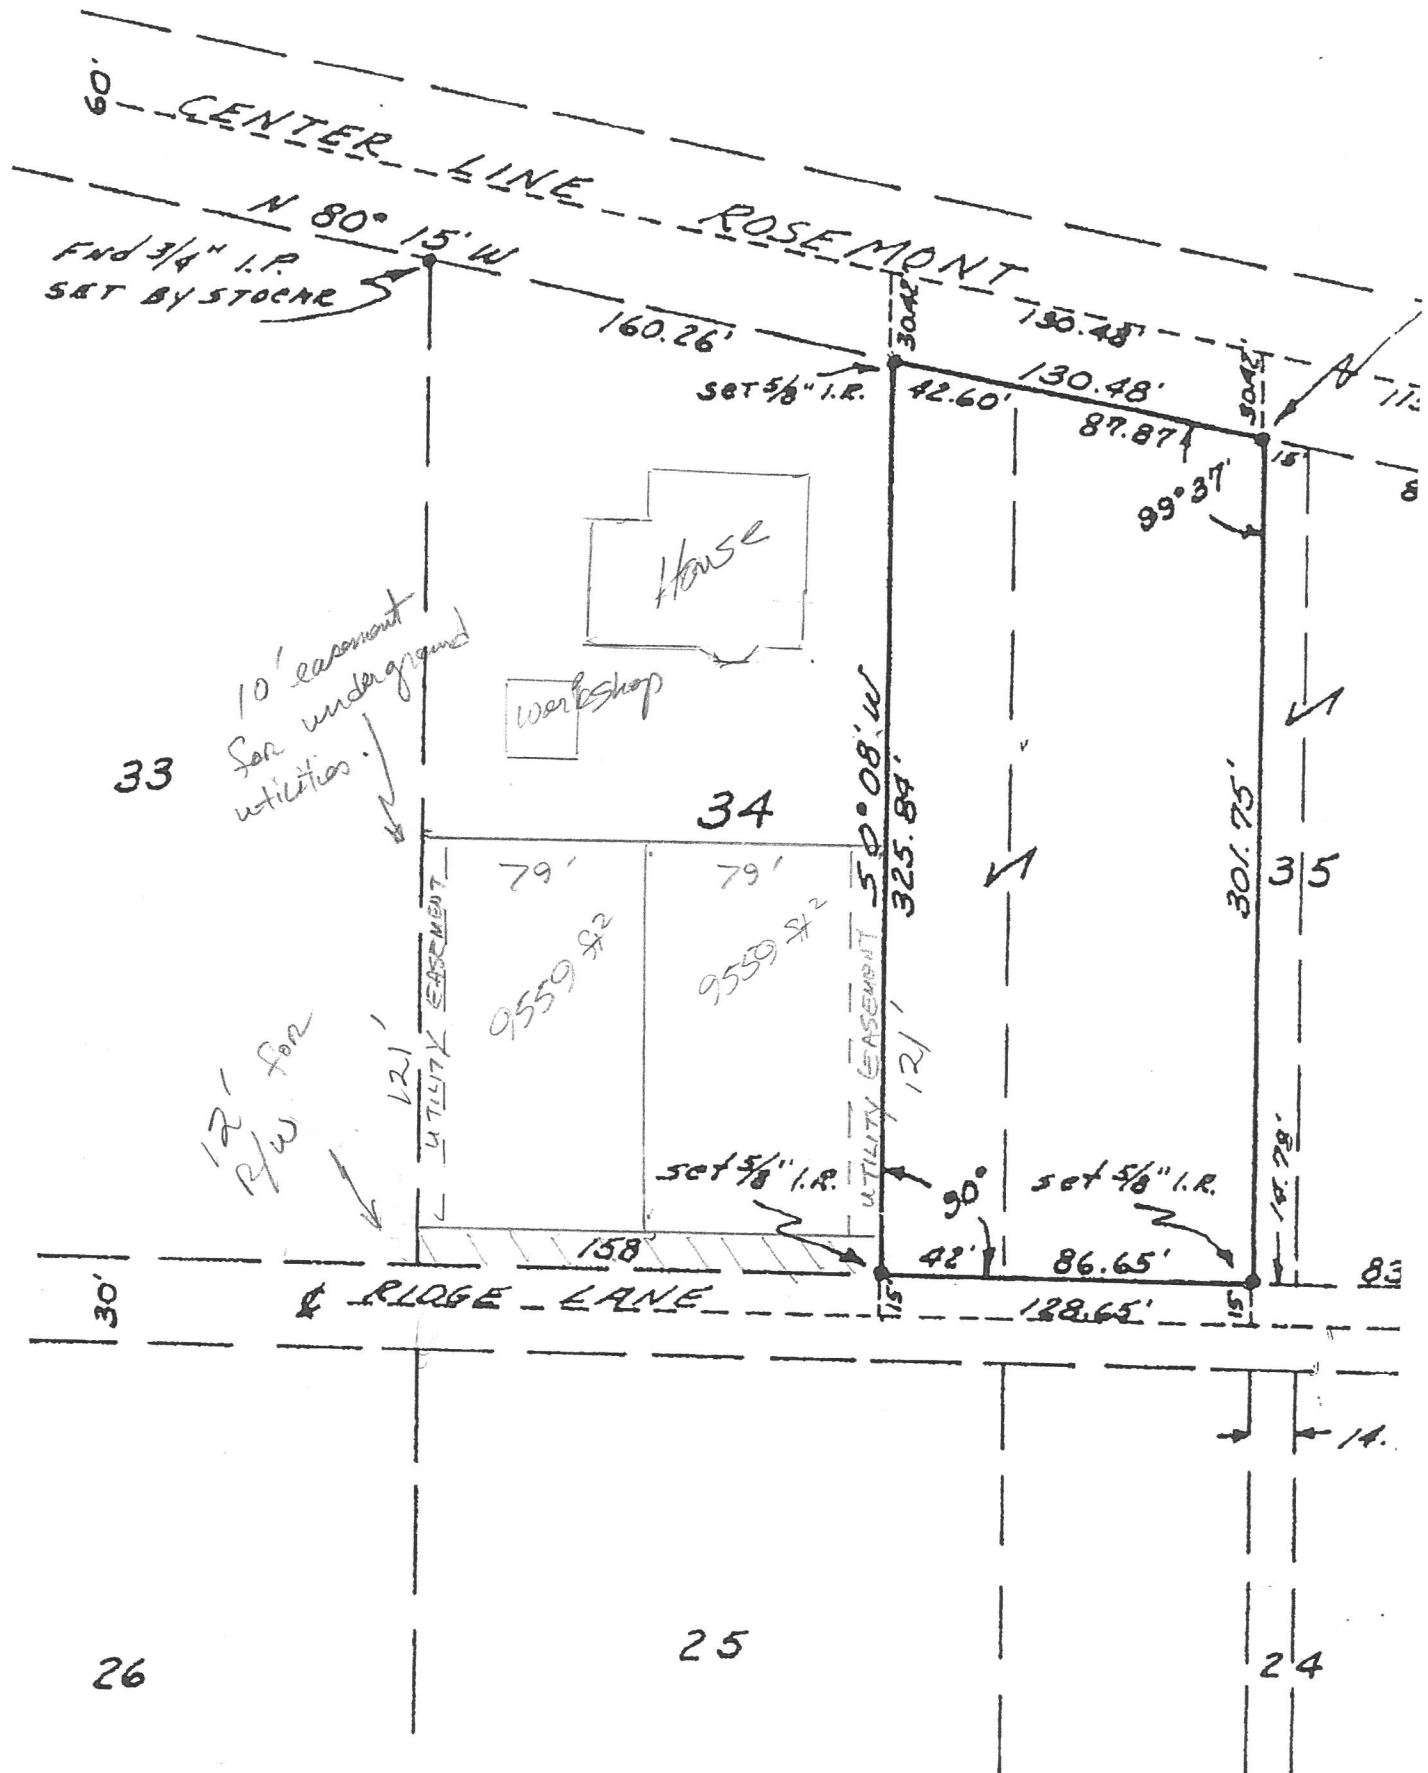 60'
CENTER LINE ROSEMONT
N 80° 15' W
FNd 3/4" I.P.
SET BY STOCAR
160.26'
30.42'
130.48'
30.42'
set 5/8" I.R.
42.60'
130.48'
87.87
15'
99° 37'
House
10' easement
for underground
utilities.
workshop
33
34
S 0° 08' W
325.84'
301.75'
35
79'
79'
9559 ft²
9559 ft²
UTILITY EASEMENT
UTILITY EASEMENT
121'
121'
12' for
R/W
set 5/8" I.R.
90°
set 5/8" I.R.
158
42'
86.65'
83
30'
℄ RIDGE LANE
15'
128.65'
15'
14.
26
25
24